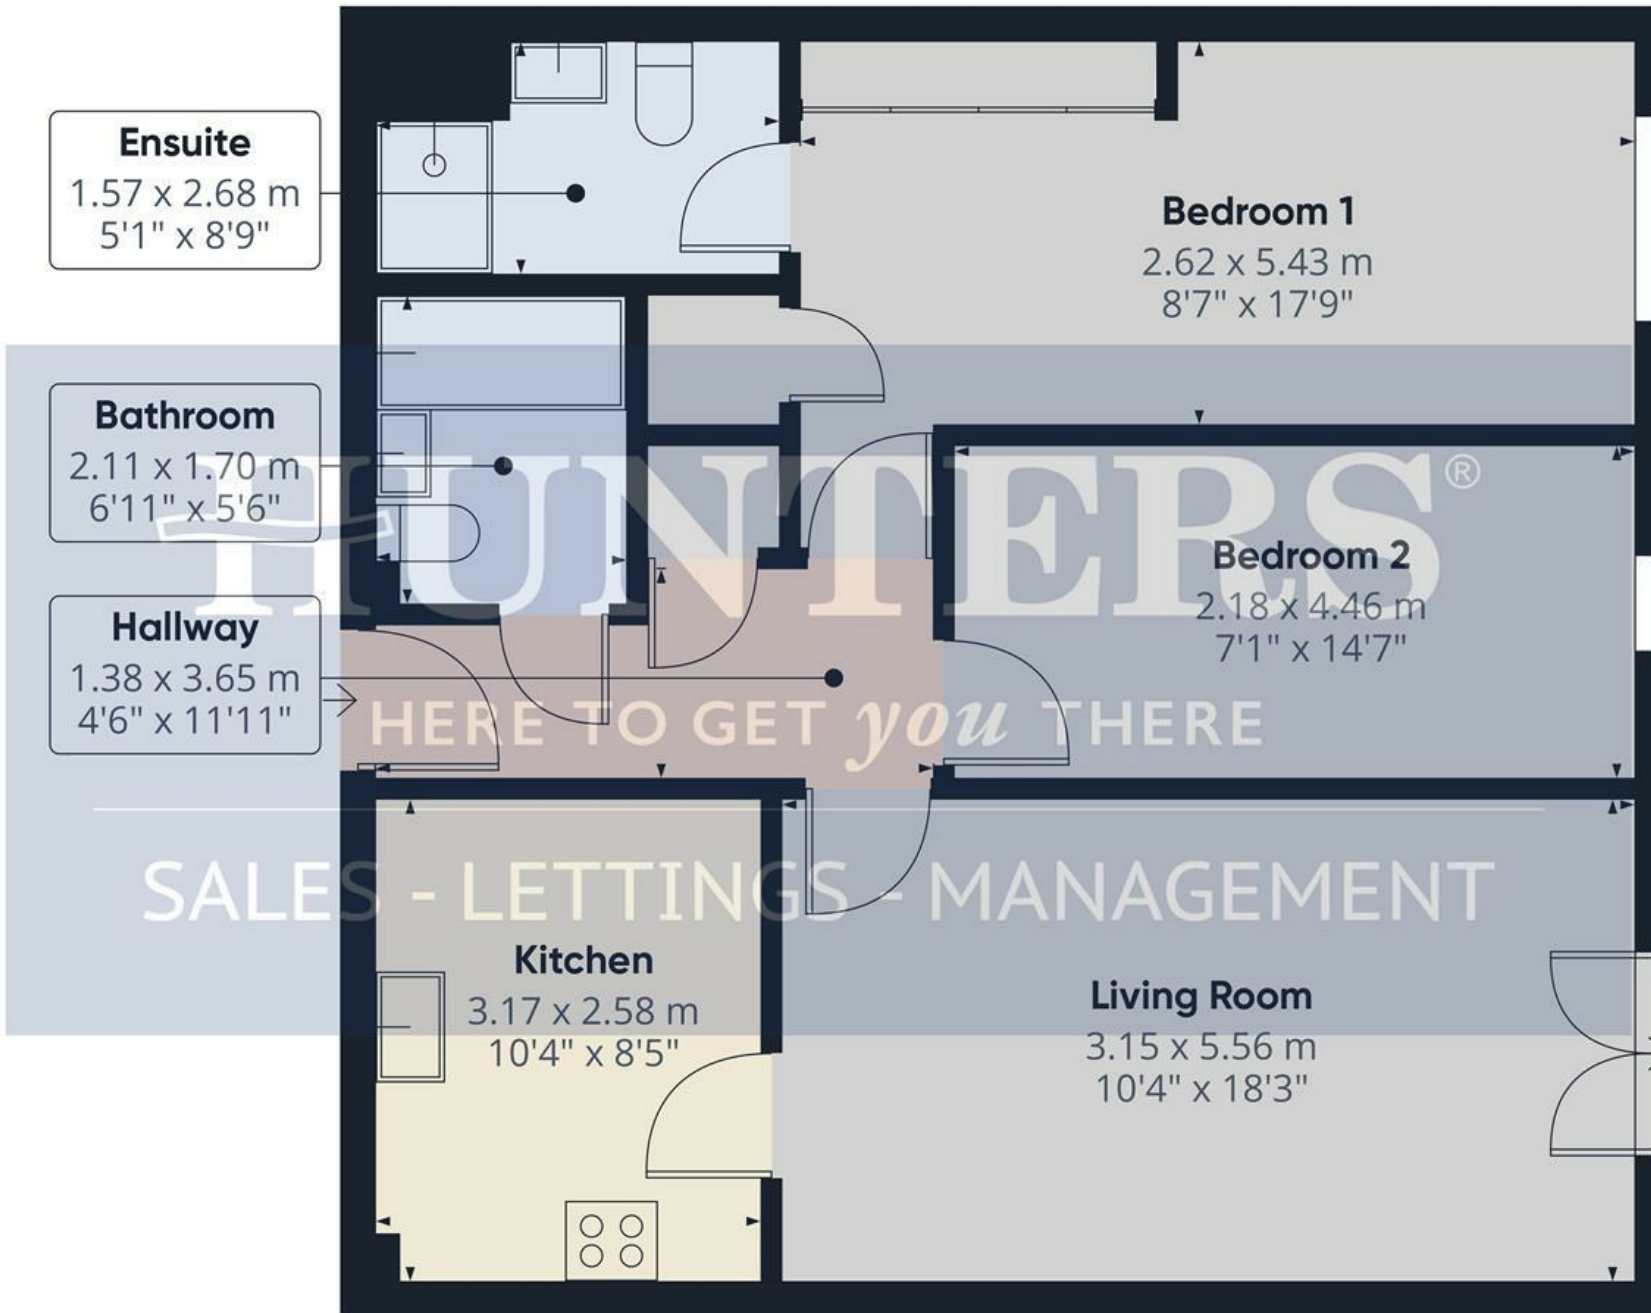 Ensuite
1.57 x 2.68 m
5'1" x 8'9"
Bedroom 1
2.62 x 5.43 m
8'7" x 17'9"
Bathroom
2.11 x 1.70 m
6'11" x 5'6"
HUNTERS®
Bedroom 2
2.18 x 4.46 m
7'1" x 14'7"
Hallway
1.38 x 3.65 m
4'6" x 11'11"
HERE TO GET you THERE
SALES - LETTINGS - MANAGEMENT
Kitchen
3.17 x 2.58 m
10'4" x 8'5"
Living Room
3.15 x 5.56 m
10'4" x 18'3"